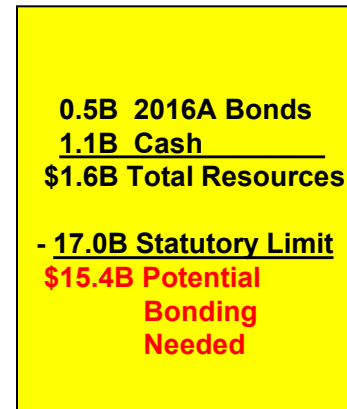 0.5B 2016A Bonds
1.1B Cash
$1.6B Total Resources
- 17.0B Statutory Limit
$15.4B Potential
Bonding
Needed